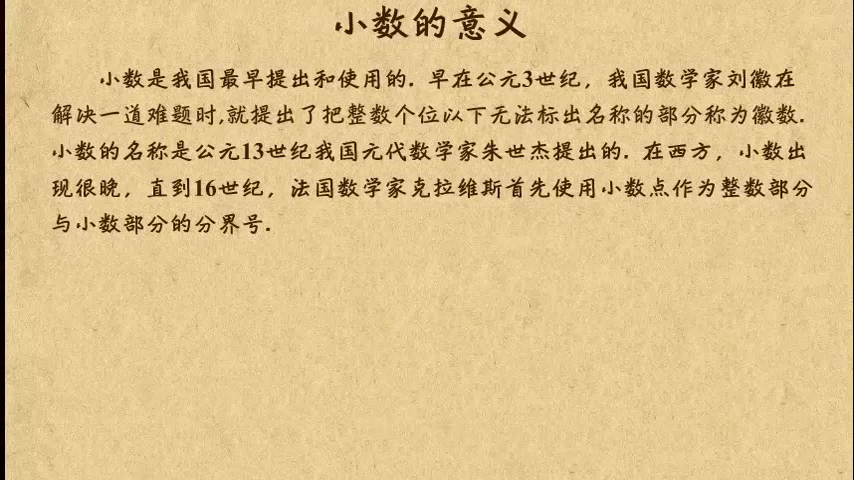 小数的意义
小数是我国最早提出和使用的. 早在公元3世纪，我国数学家刘徽在
解决一道难题时,就提出了把整数个位以下无法标出名称的部分称为徽数.
小数的名称是公元13世纪我国元代数学家朱世杰提出的. 在西方，小数出
现很晚，直到16世纪，法国数学家克拉维斯首先使用小数点作为整数部分
与小数部分的分界号.